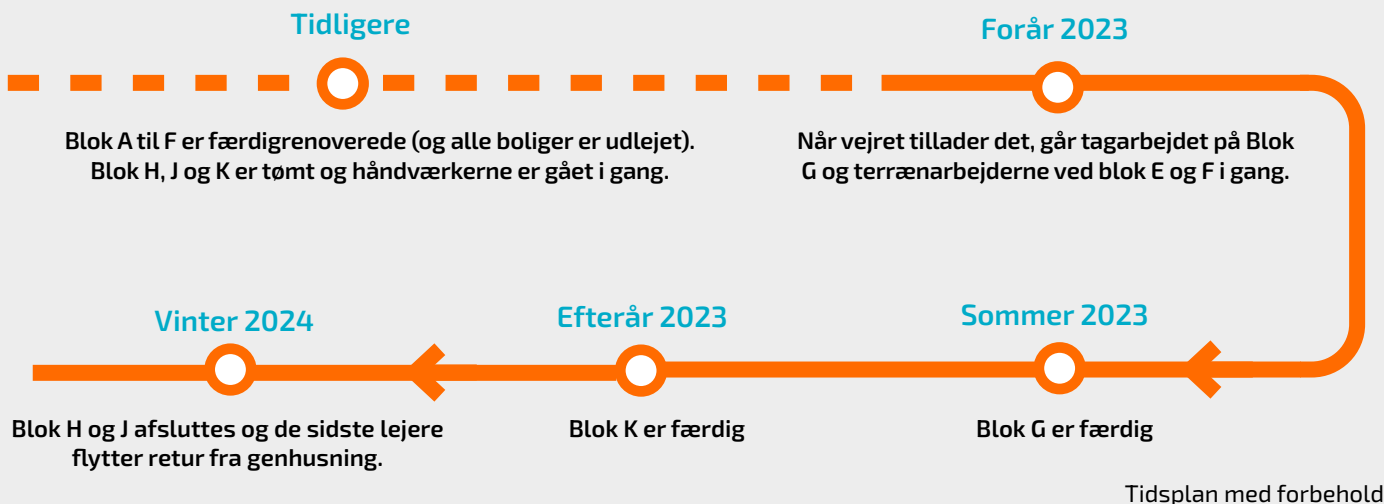 Tidligere
Blok A til F er færdigrenoverede (og alle boliger er udlejet).
Blok H, J og K er tømt og håndværkerne er gået i gang.
Forår 2023
Når vejret tillader det, går tagarbejdet på Blok
G og terrænarbejderne ved blok E og F i gang.
Sommer 2023
Blok G er færdig
Efterår 2023
Blok K er færdig
Vinter 2024
Blok H og J afsluttes og de sidste lejere
flytter retur fra genhusning.
Tidsplan med forbehold